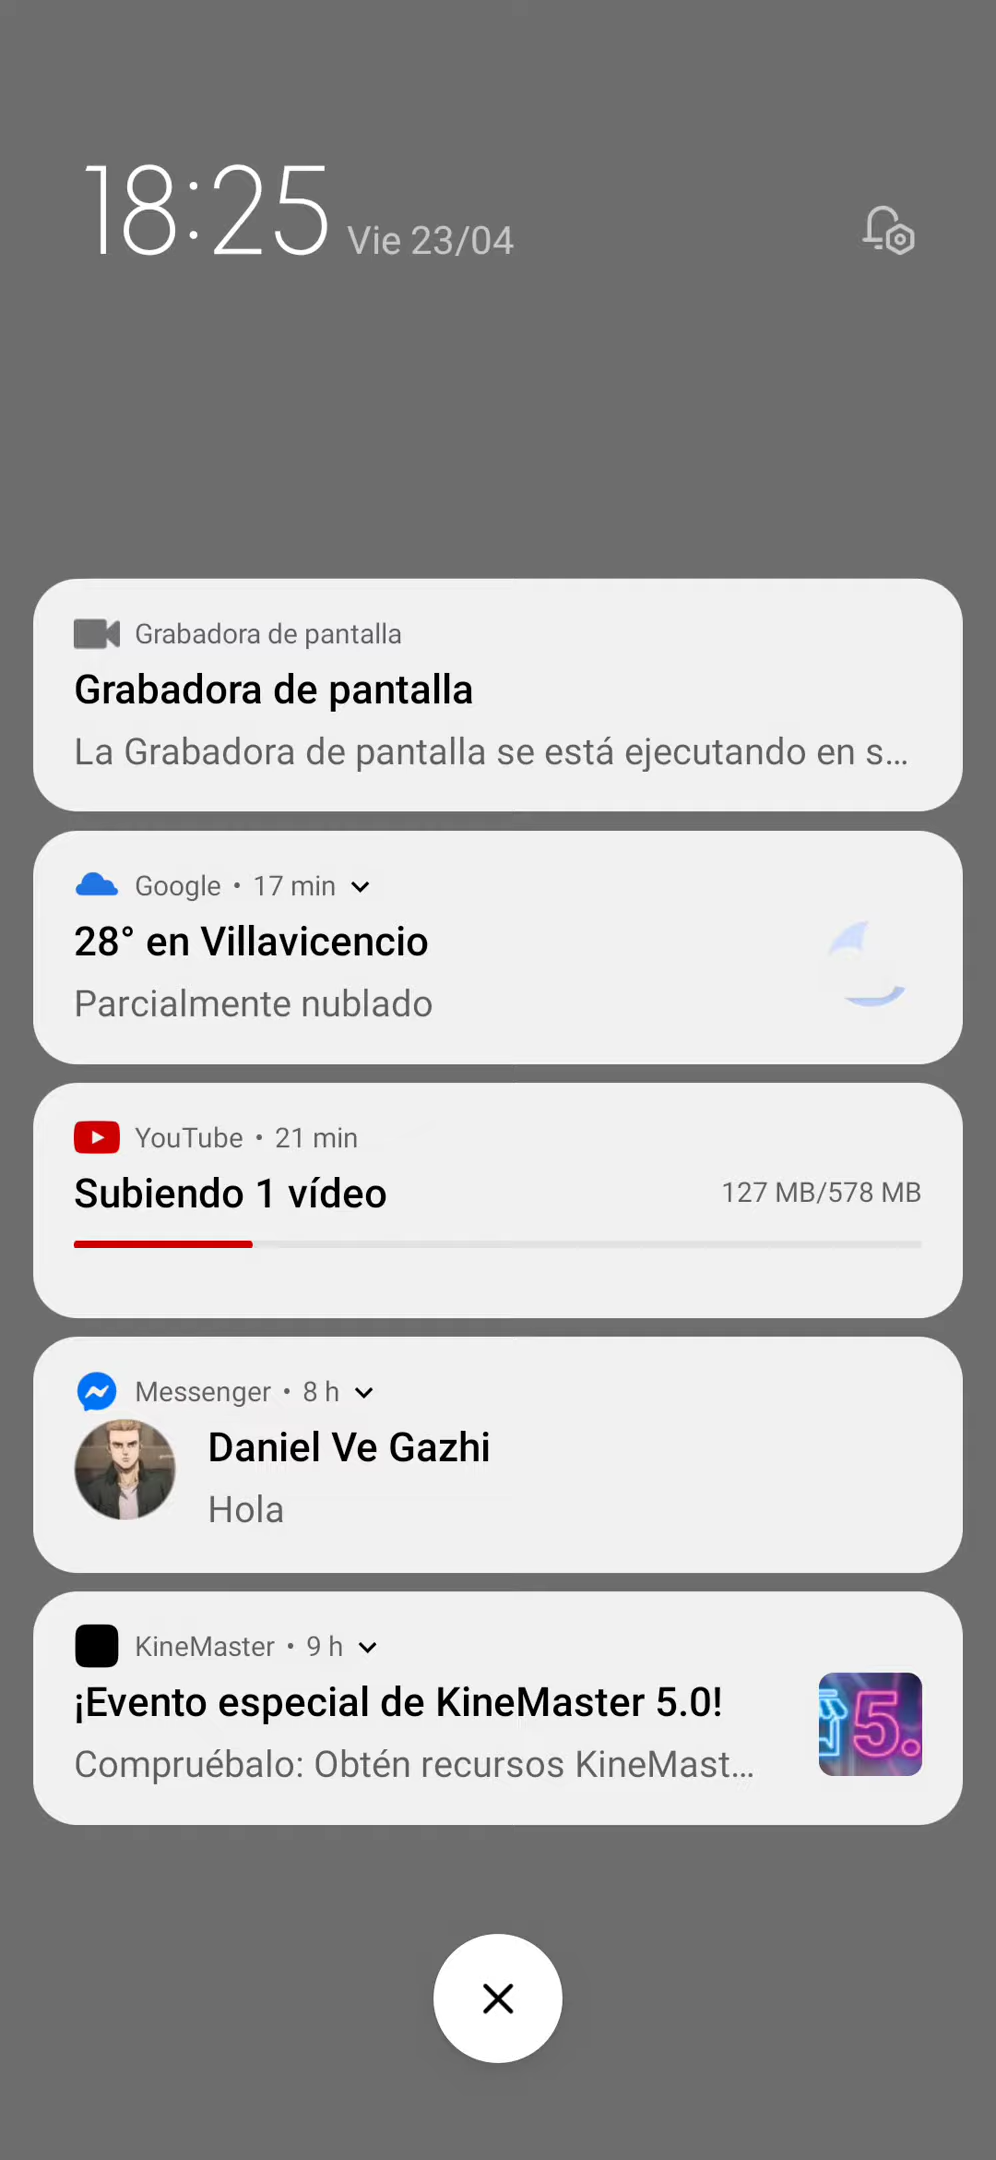 18:25 Vie 23/04
Grabadora de pantalla
Grabadora de pantalla
La Grabadora de pantalla se está ejecutando en s...
Google • 17 min
28° en Villavicencio
Parcialmente nublado
YouTube • 21 min
Subiendo 1 vídeo 127 MB/578 MB
Messenger • 8 h
Daniel Ve Gazhi
Hola
KineMaster • 9 h
¡Evento especial de KineMaster 5.0!
5.
Compruébalo: Obtén recursos KineMast...